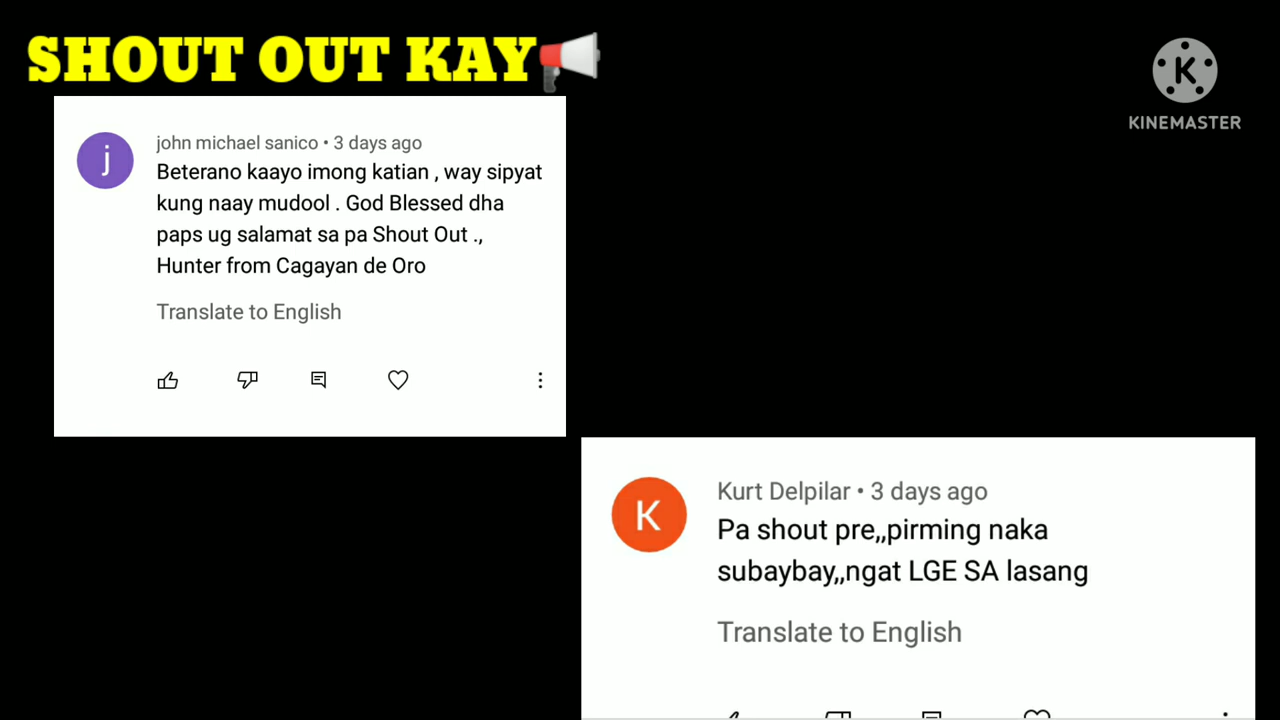 SHOUT OUT KAY
KINEMASTER
john michael sanico • 3 days ago
Beterano kaayo imong katian , way sipyat
kung naay mudool . God Blessed dha
paps ug salamat sa pa Shout Out .,
Hunter from Cagayan de Oro
Translate to English
Kurt Delpilar • 3 days ago
Pa shout pre,,pirming naka
subaybay,,ngat LGE SA lasang
Translate to English